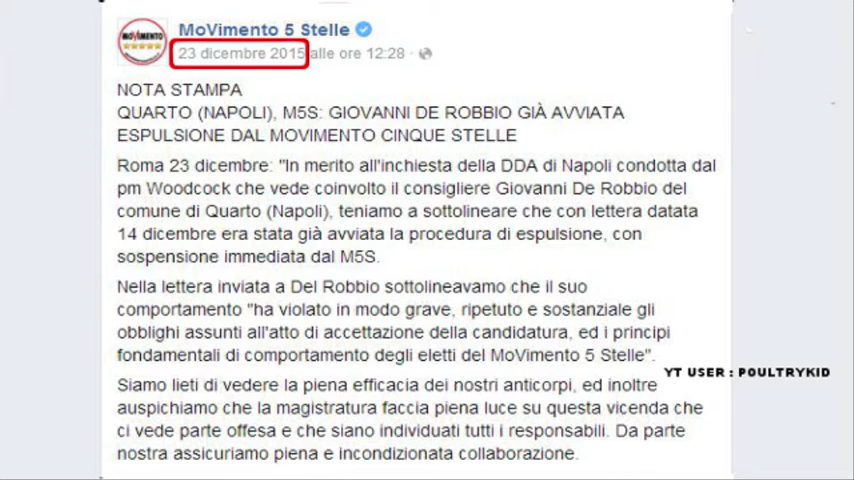 MoVimento 5 Stelle
23 dicembre 2015 alle ore 12:28 ·
NOTA STAMPA
QUARTO (NAPOLI), M5S: GIOVANNI DE ROBBIO GIÀ AVVIATA
ESPULSIONE DAL MOVIMENTO CINQUE STELLE
Roma 23 dicembre: "In merito all'inchiesta della DDA di Napoli condotta dal
pm Woodcock che vede coinvolto il consigliere Giovanni De Robbio del
comune di Quarto (Napoli), teniamo a sottolineare che con lettera datata
14 dicembre era stata già avviata la procedura di espulsione, con
sospensione immediata dal M5S.
Nella lettera inviata a Del Robbio sottolineavamo che il suo
comportamento "ha violato in modo grave, ripetuto e sostanziale gli
obblighi assunti all'atto di accettazione della candidatura, ed i principi
fondamentali di comportamento degli eletti del MoVimento 5 Stelle".
YT USER : POULTRYKID
Siamo lieti di vedere la piena efficacia dei nostri anticorpi, ed inoltre
auspichiamo che la magistratura faccia piena luce su questa vicenda che
ci vede parte offesa e che siano individuati tutti i responsabili. Da parte
nostra assicuriamo piena e incondizionata collaborazione.